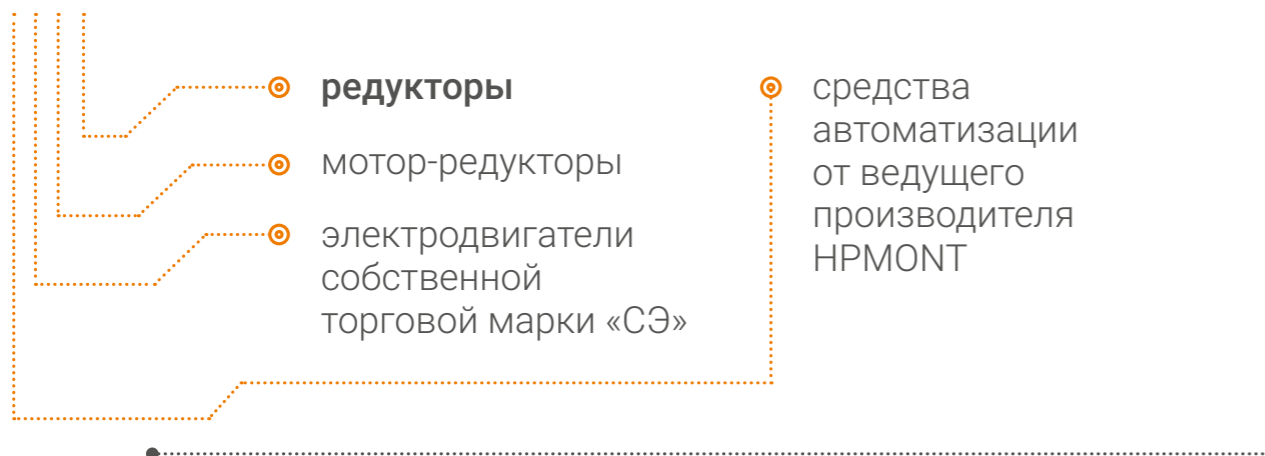 редукторы
мотор-редукторы
электродвигатели
собственной
торговой марки «СЭ»
средства
автоматизации
от ведущего
производителя
HPMONT